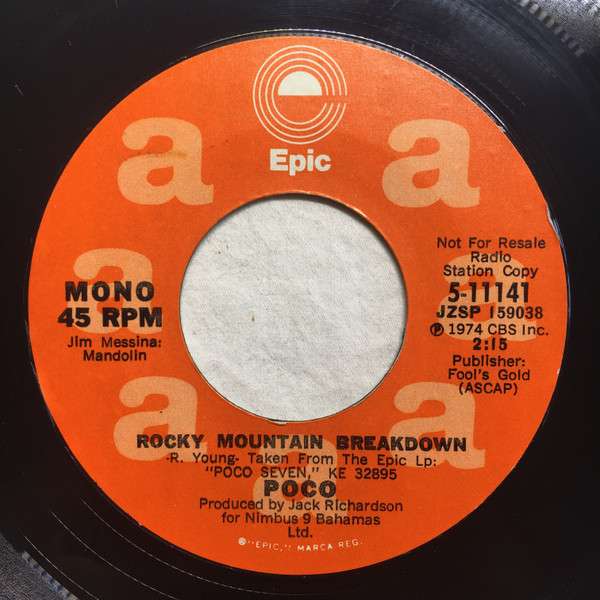 Epic
a a
a a
a a
a
MONO
45 RPM
Jim Messina:
Mandolin
Not For Resale
Radio
Station Copy
5-11141
JZSP 159038
℗ 1974 CBS Inc.
2:15
Publisher:
Fool's Gold
(ASCAP)
ROCKY MOUNTAIN BREAKDOWN
-R. Young- Taken From The Epic Lp:
"POCO SEVEN," KE 32895
POCO
Produced by Jack Richardson
for Nimbus 9 Bahamas
Ltd.
®"EPIC," MARCA REG.